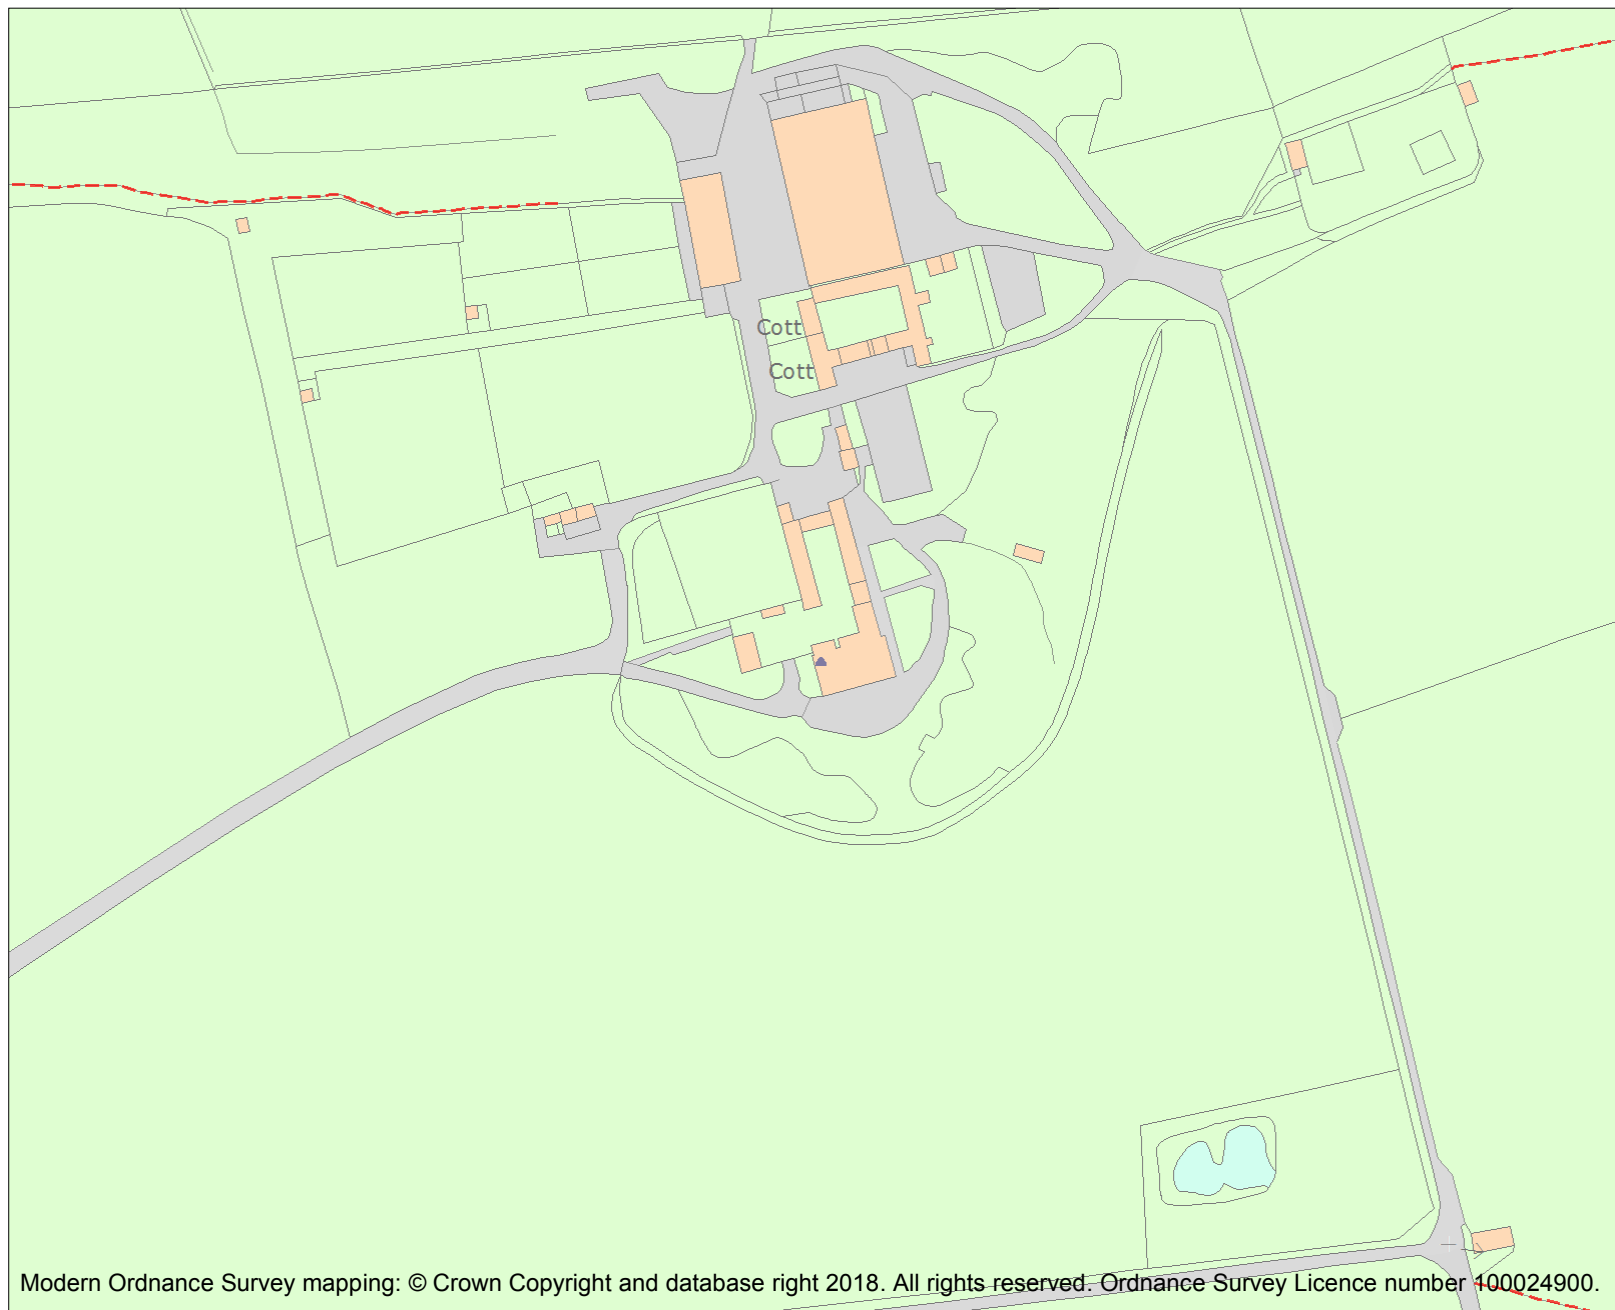 Cott
Cott
Modern Ordnance Survey mapping: © Crown Copyright and database right 2018. All rights reserved. Ordnance Survey Licence number 100024900.